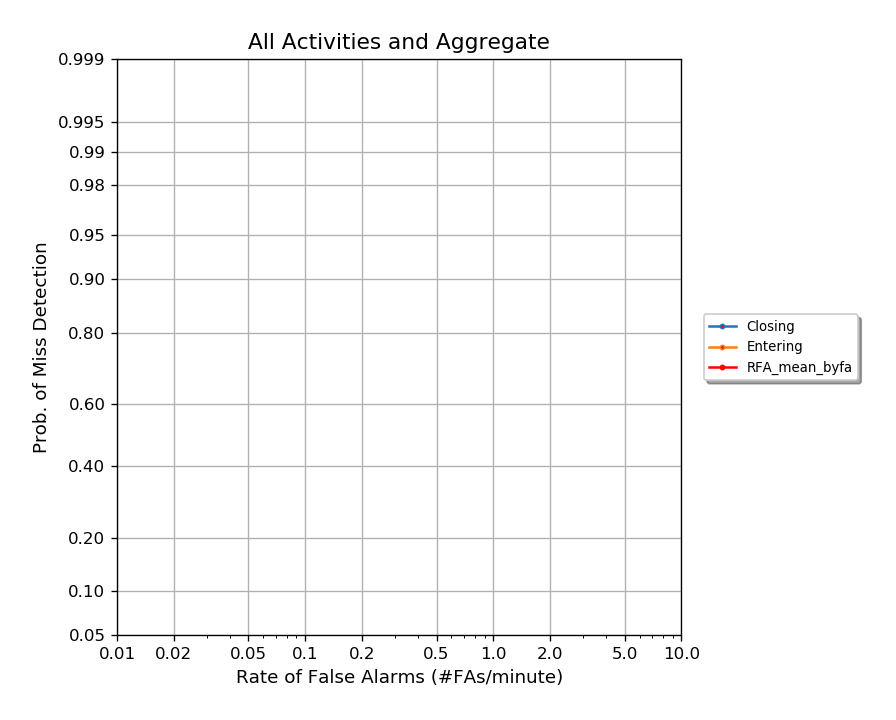 All Activities and Aggregate
0.999
0.995
0.99
0.98
0.95
0.90
0.80
0.60
0.40
0.20
0.10
0.05
Prob. of Miss Detection
0.01 0.02 0.05 0.1 0.2 0.5 1.0 2.0 5.0 10.0
Rate of False Alarms (#FAs/minute)
Closing
Entering
RFA_mean_byfa